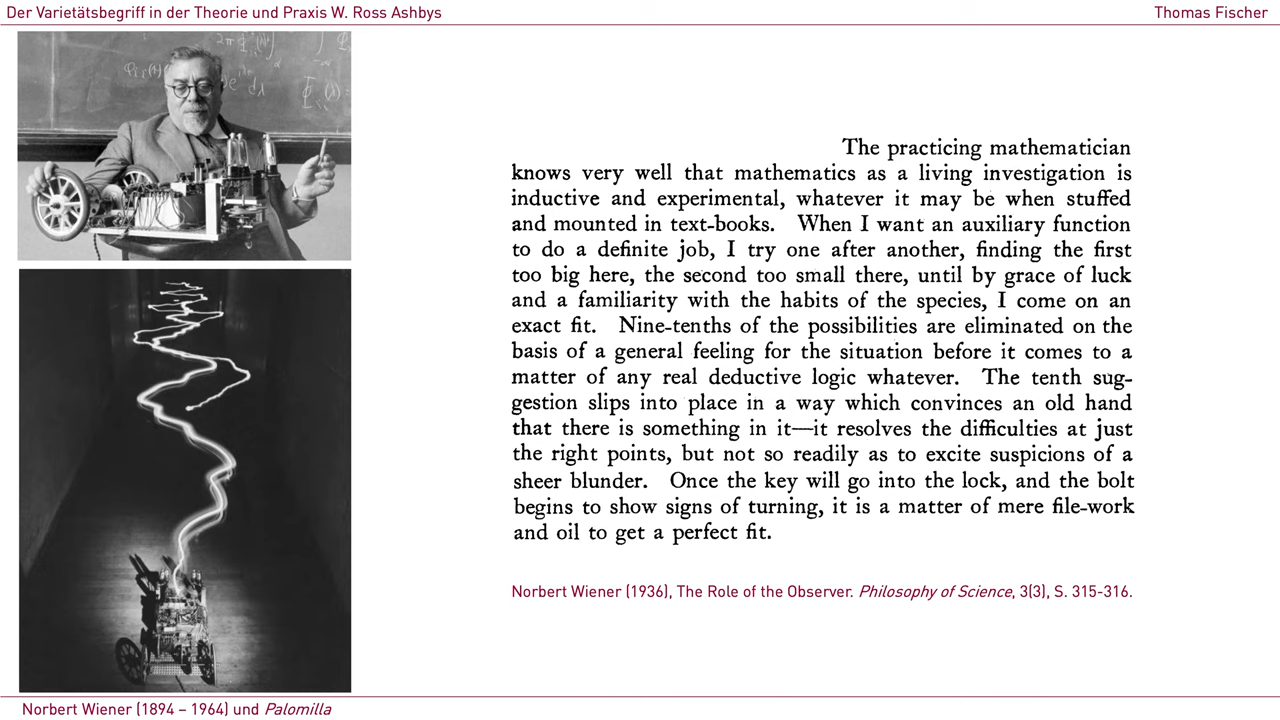 Der Varietätsbegriff in der Theorie und Praxis W. Ross Ashbys
Thomas Fischer
The practicing mathematician
knows very well that mathematics as a living investigation is
inductive and experimental, whatever it may be when stuffed
and mounted in text-books. When I want an auxiliary function
to do a definite job, I try one after another, finding the first
too big here, the second too small there, until by grace of luck
and a familiarity with the habits of the species, I come on an
exact fit. Nine-tenths of the possibilities are eliminated on the
basis of a general feeling for the situation before it comes to a
matter of any real deductive logic whatever. The tenth sug-
gestion slips into place in a way which convinces an old hand
that there is something in it—it resolves the difficulties at just
the right points, but not so readily as to excite suspicions of a
sheer blunder. Once the key will go into the lock, and the bolt
begins to show signs of turning, it is a matter of mere file-work
and oil to get a perfect fit.
Norbert Wiener (1936), The Role of the Observer. Philosophy of Science, 3(3), S. 315-316.
Norbert Wiener (1894 – 1964) und Palomilla